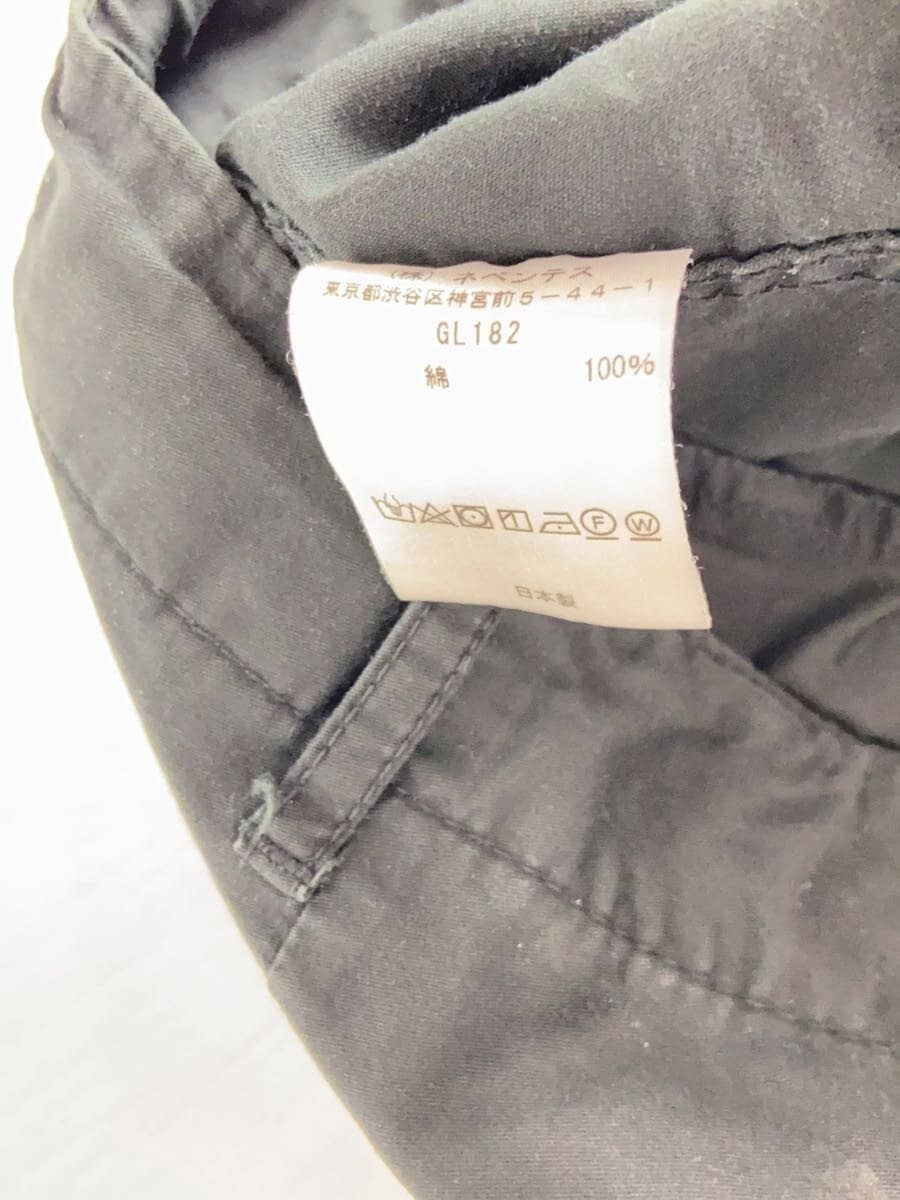 (株) ネペンテス
東京都渋谷区神宮前5-44-1
GL182
綿 100%
F W
日本製